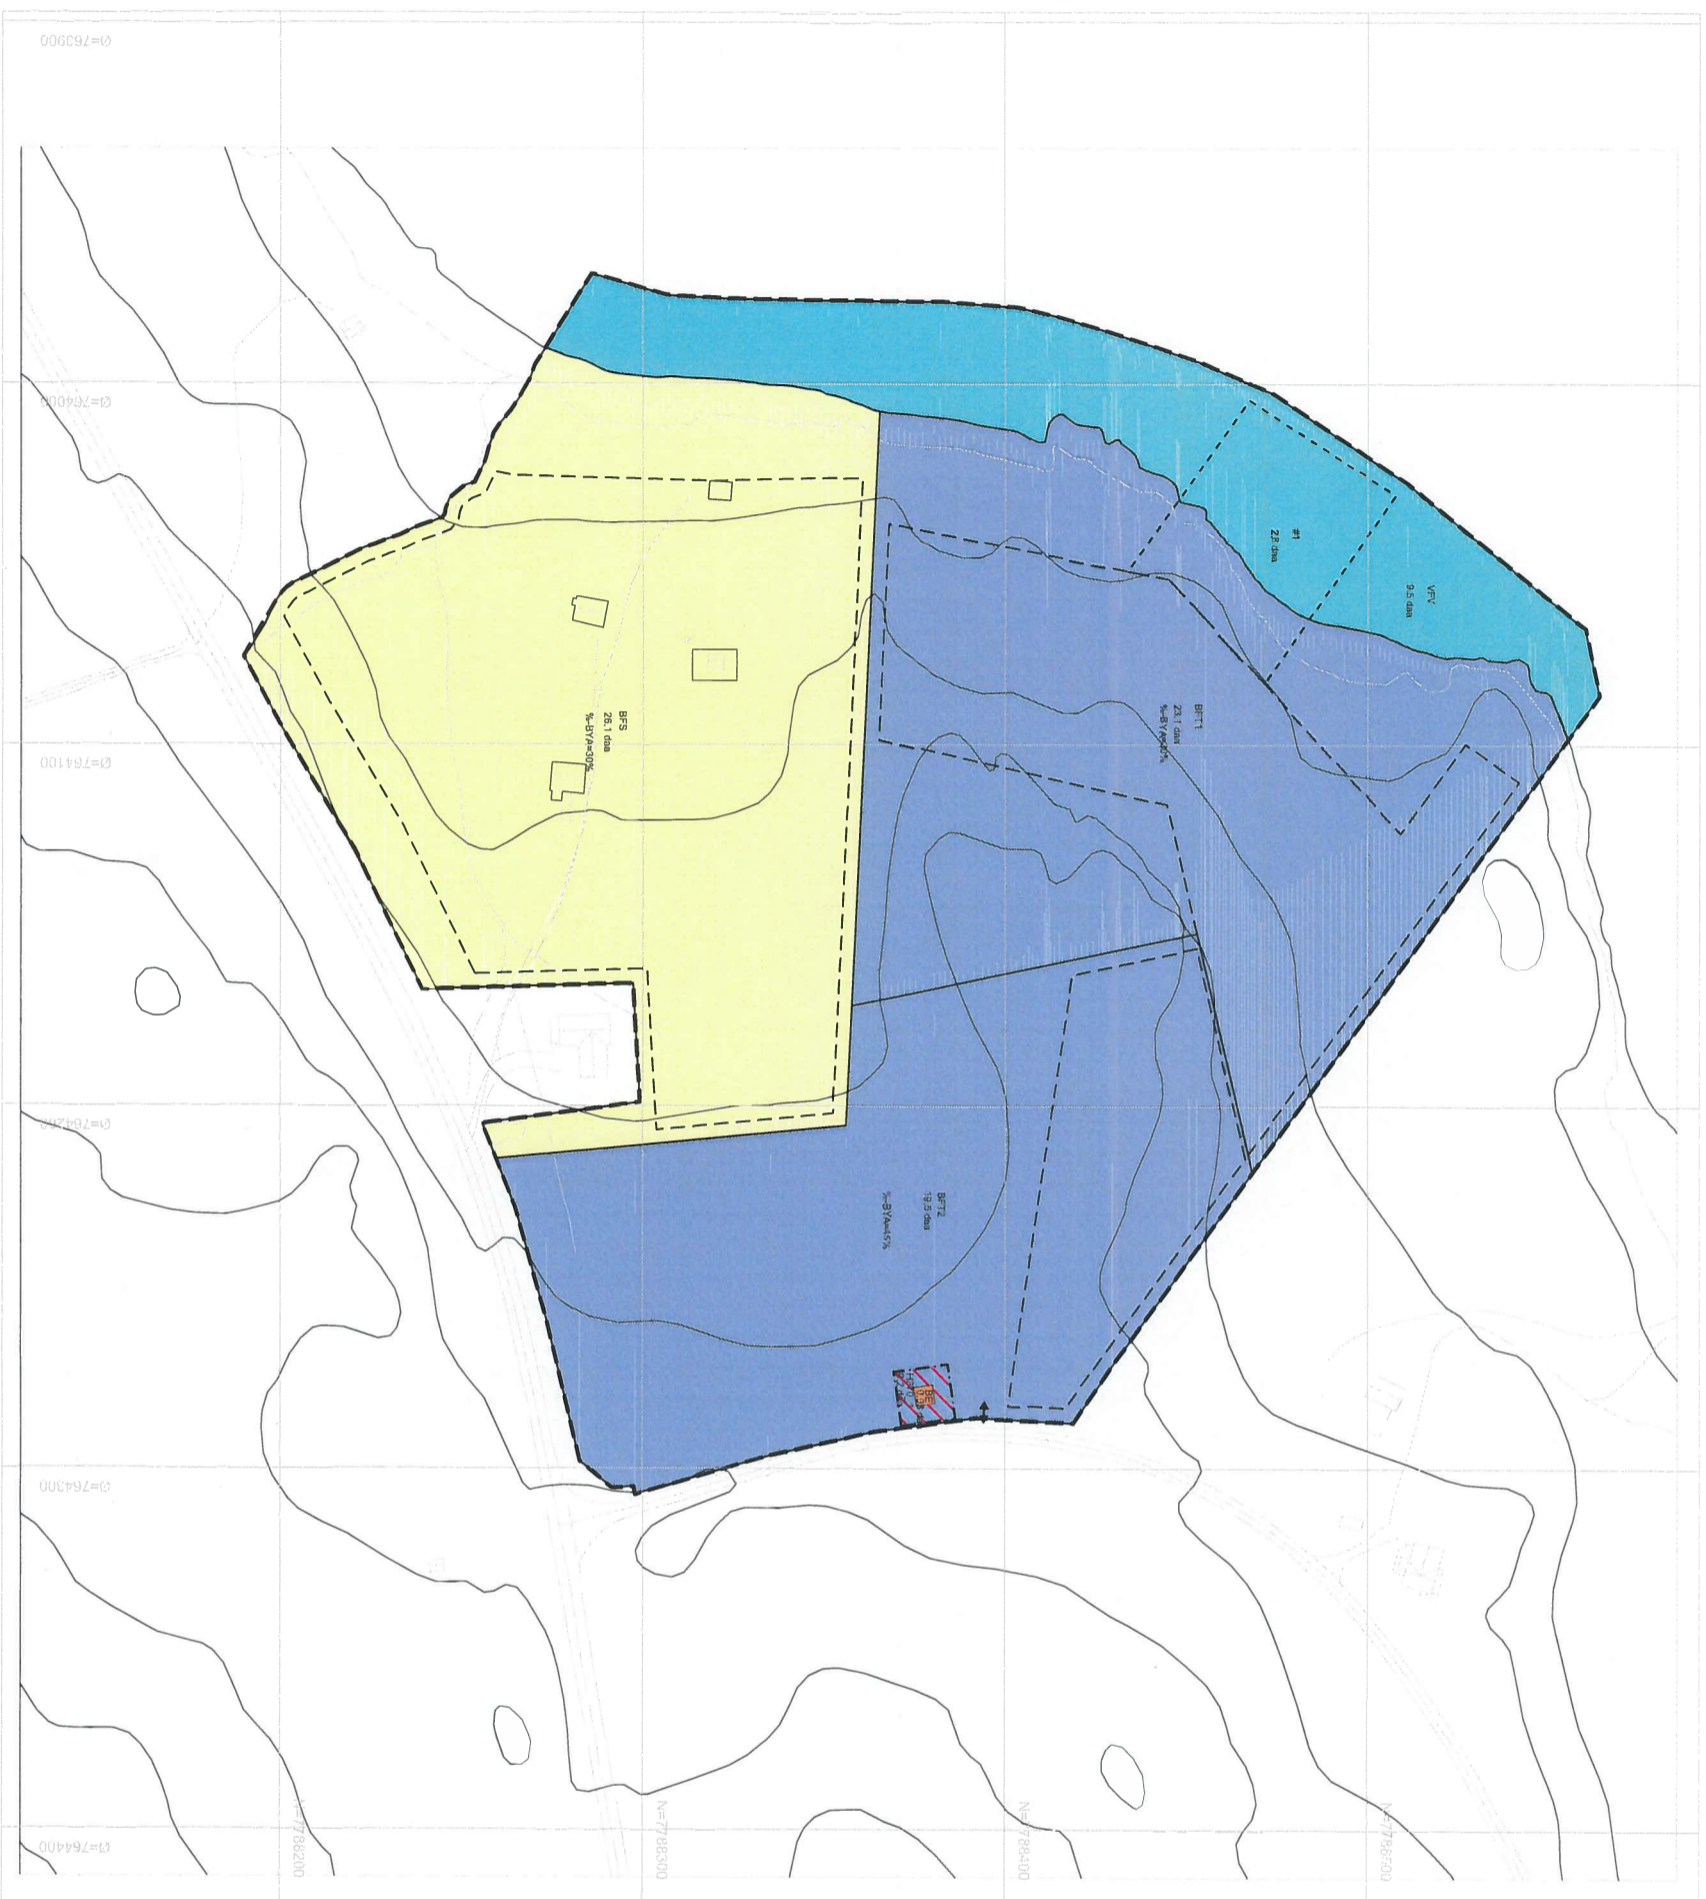 Ø=763900
Ø=764000
Ø=764100
Ø=764200
Ø=764300
Ø=764400
N=7788200
N=7788300
N=7788400
N=7788500
#1
2.8 daa
VFV
9.5 daa
BFT1
23.1 daa
BFS
26.1 daa
%-BYA=30%
BFT2
19.5 daa
%-BYA=45%
BE